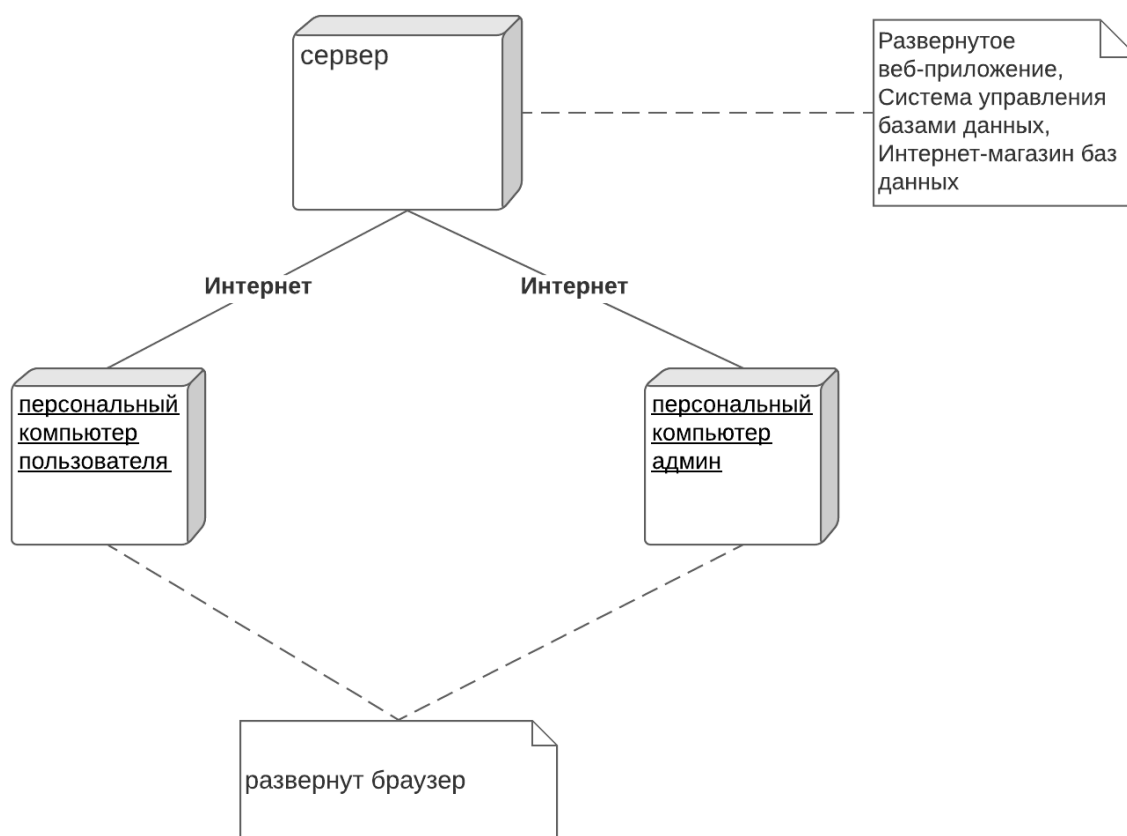 сервер
Развернутое
веб-приложение,
Система управления
базами данных,
Интернет-магазин баз
данных
Интернет
Интернет
персональный
компьютер
пользователя
персональный
компьютер
админ
развернут браузер